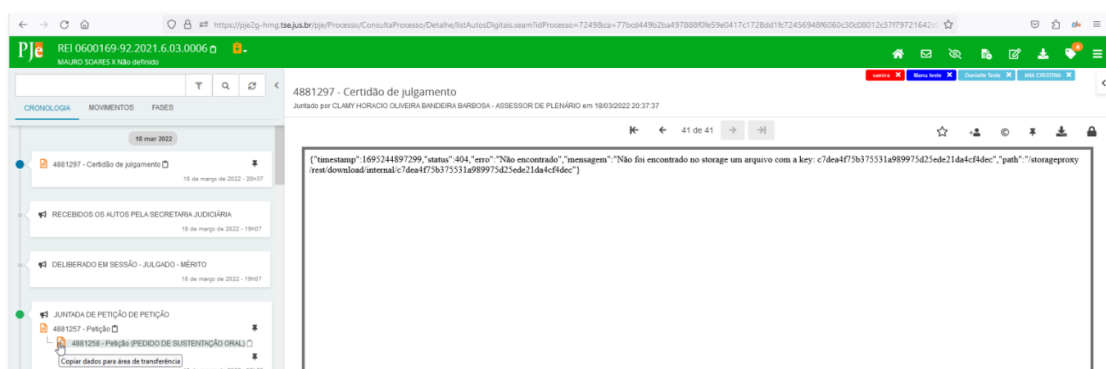 https://pje2g-hmg.tse.jus.br/pje/Processo/ConsultaProcesso/Detalhe/listAutosDigitais.seam?idProcesso=7249&ca=77bcd449b2ba497888f0fe59e0417c1728dd1fc72456948f6060c30c08012c37f79721642c
PJe
REI 0600169-92.2021.6.03.0006
MAURO SOARES X Não definido
samira X
Mana teste X
Danielle Teste X
ANA CRISTINA X
CRONOLOGIA
MOVIMENTOS
FASES
18 mar 2022
4881297 - Certidão de julgamento
18 de março de 2022 - 20h37
RECEBIDOS OS AUTOS PELA SECRETARIA JUDICIÁRIA
18 de março de 2022 - 19h07
DELIBERADO EM SESSÃO - JULGADO - MÉRITO
18 de março de 2022 - 19h07
JUNTADA DE PETIÇÃO DE PETIÇÃO
4881257 - Petição
4881258 - Petição (PEDIDO DE SUSTENTAÇÃO ORAL)
Copiar dados para área de transferência
4881297 - Certidão de julgamento
Juntado por CLAMY HORACIO OLIVEIRA BANDEIRA BARBOSA - ASSESSOR DE PLENÁRIO em 18/03/2022 20:37:37
41 de 41
{"timestamp":1695244897299,"status":404,"erro":"Não encontrado","mensagem":"Não foi encontrado no storage um arquivo com a key: c7dea4f75b375531a989975d25ede21da4cf4dec","path":"/storageproxy
/rest/download/internal/c7dea4f75b375531a989975d25ede21da4cf4dec"}